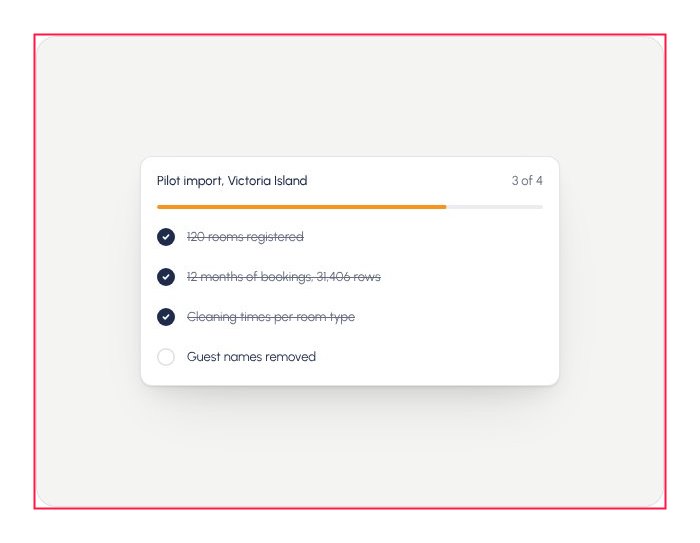 Pilot import, Victoria Island
3 of 4
120 rooms registered
12 months of bookings, 31,406 rows
Cleaning times per room type
Guest names removed